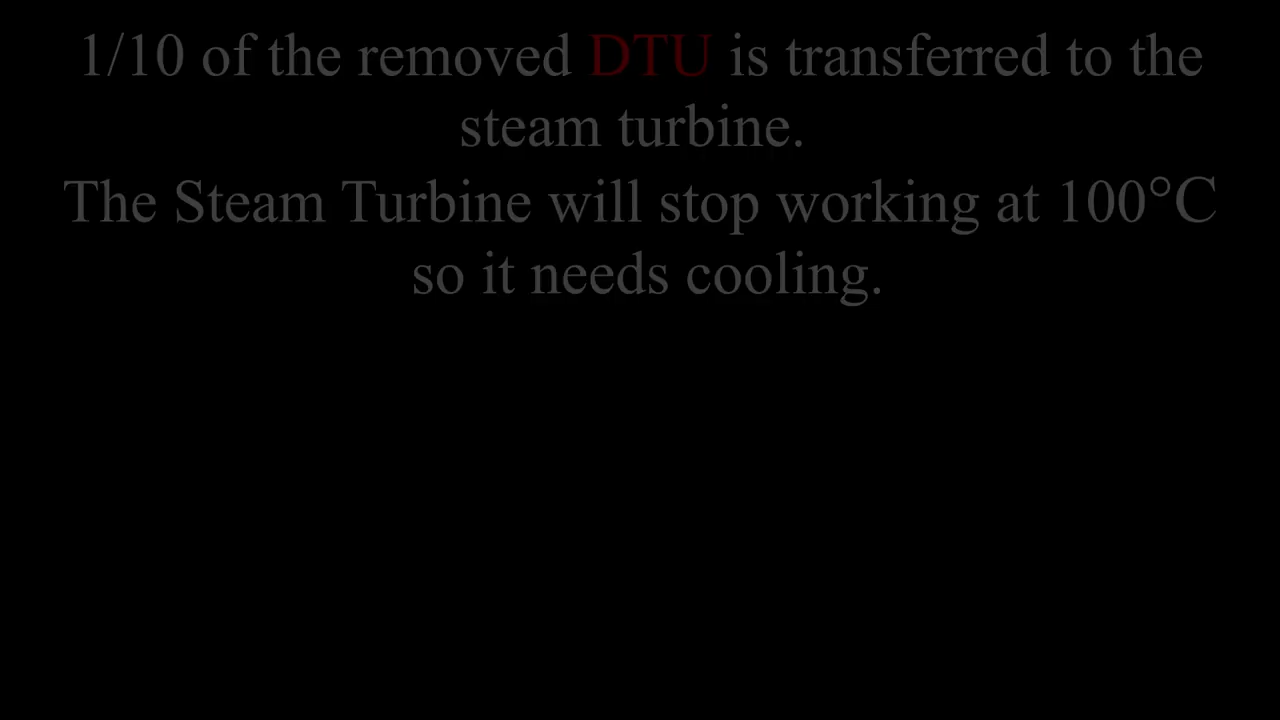 1/10 of the removed DTU is transferred to the
steam turbine.
The Steam Turbine will stop working at 100°C
so it needs cooling.